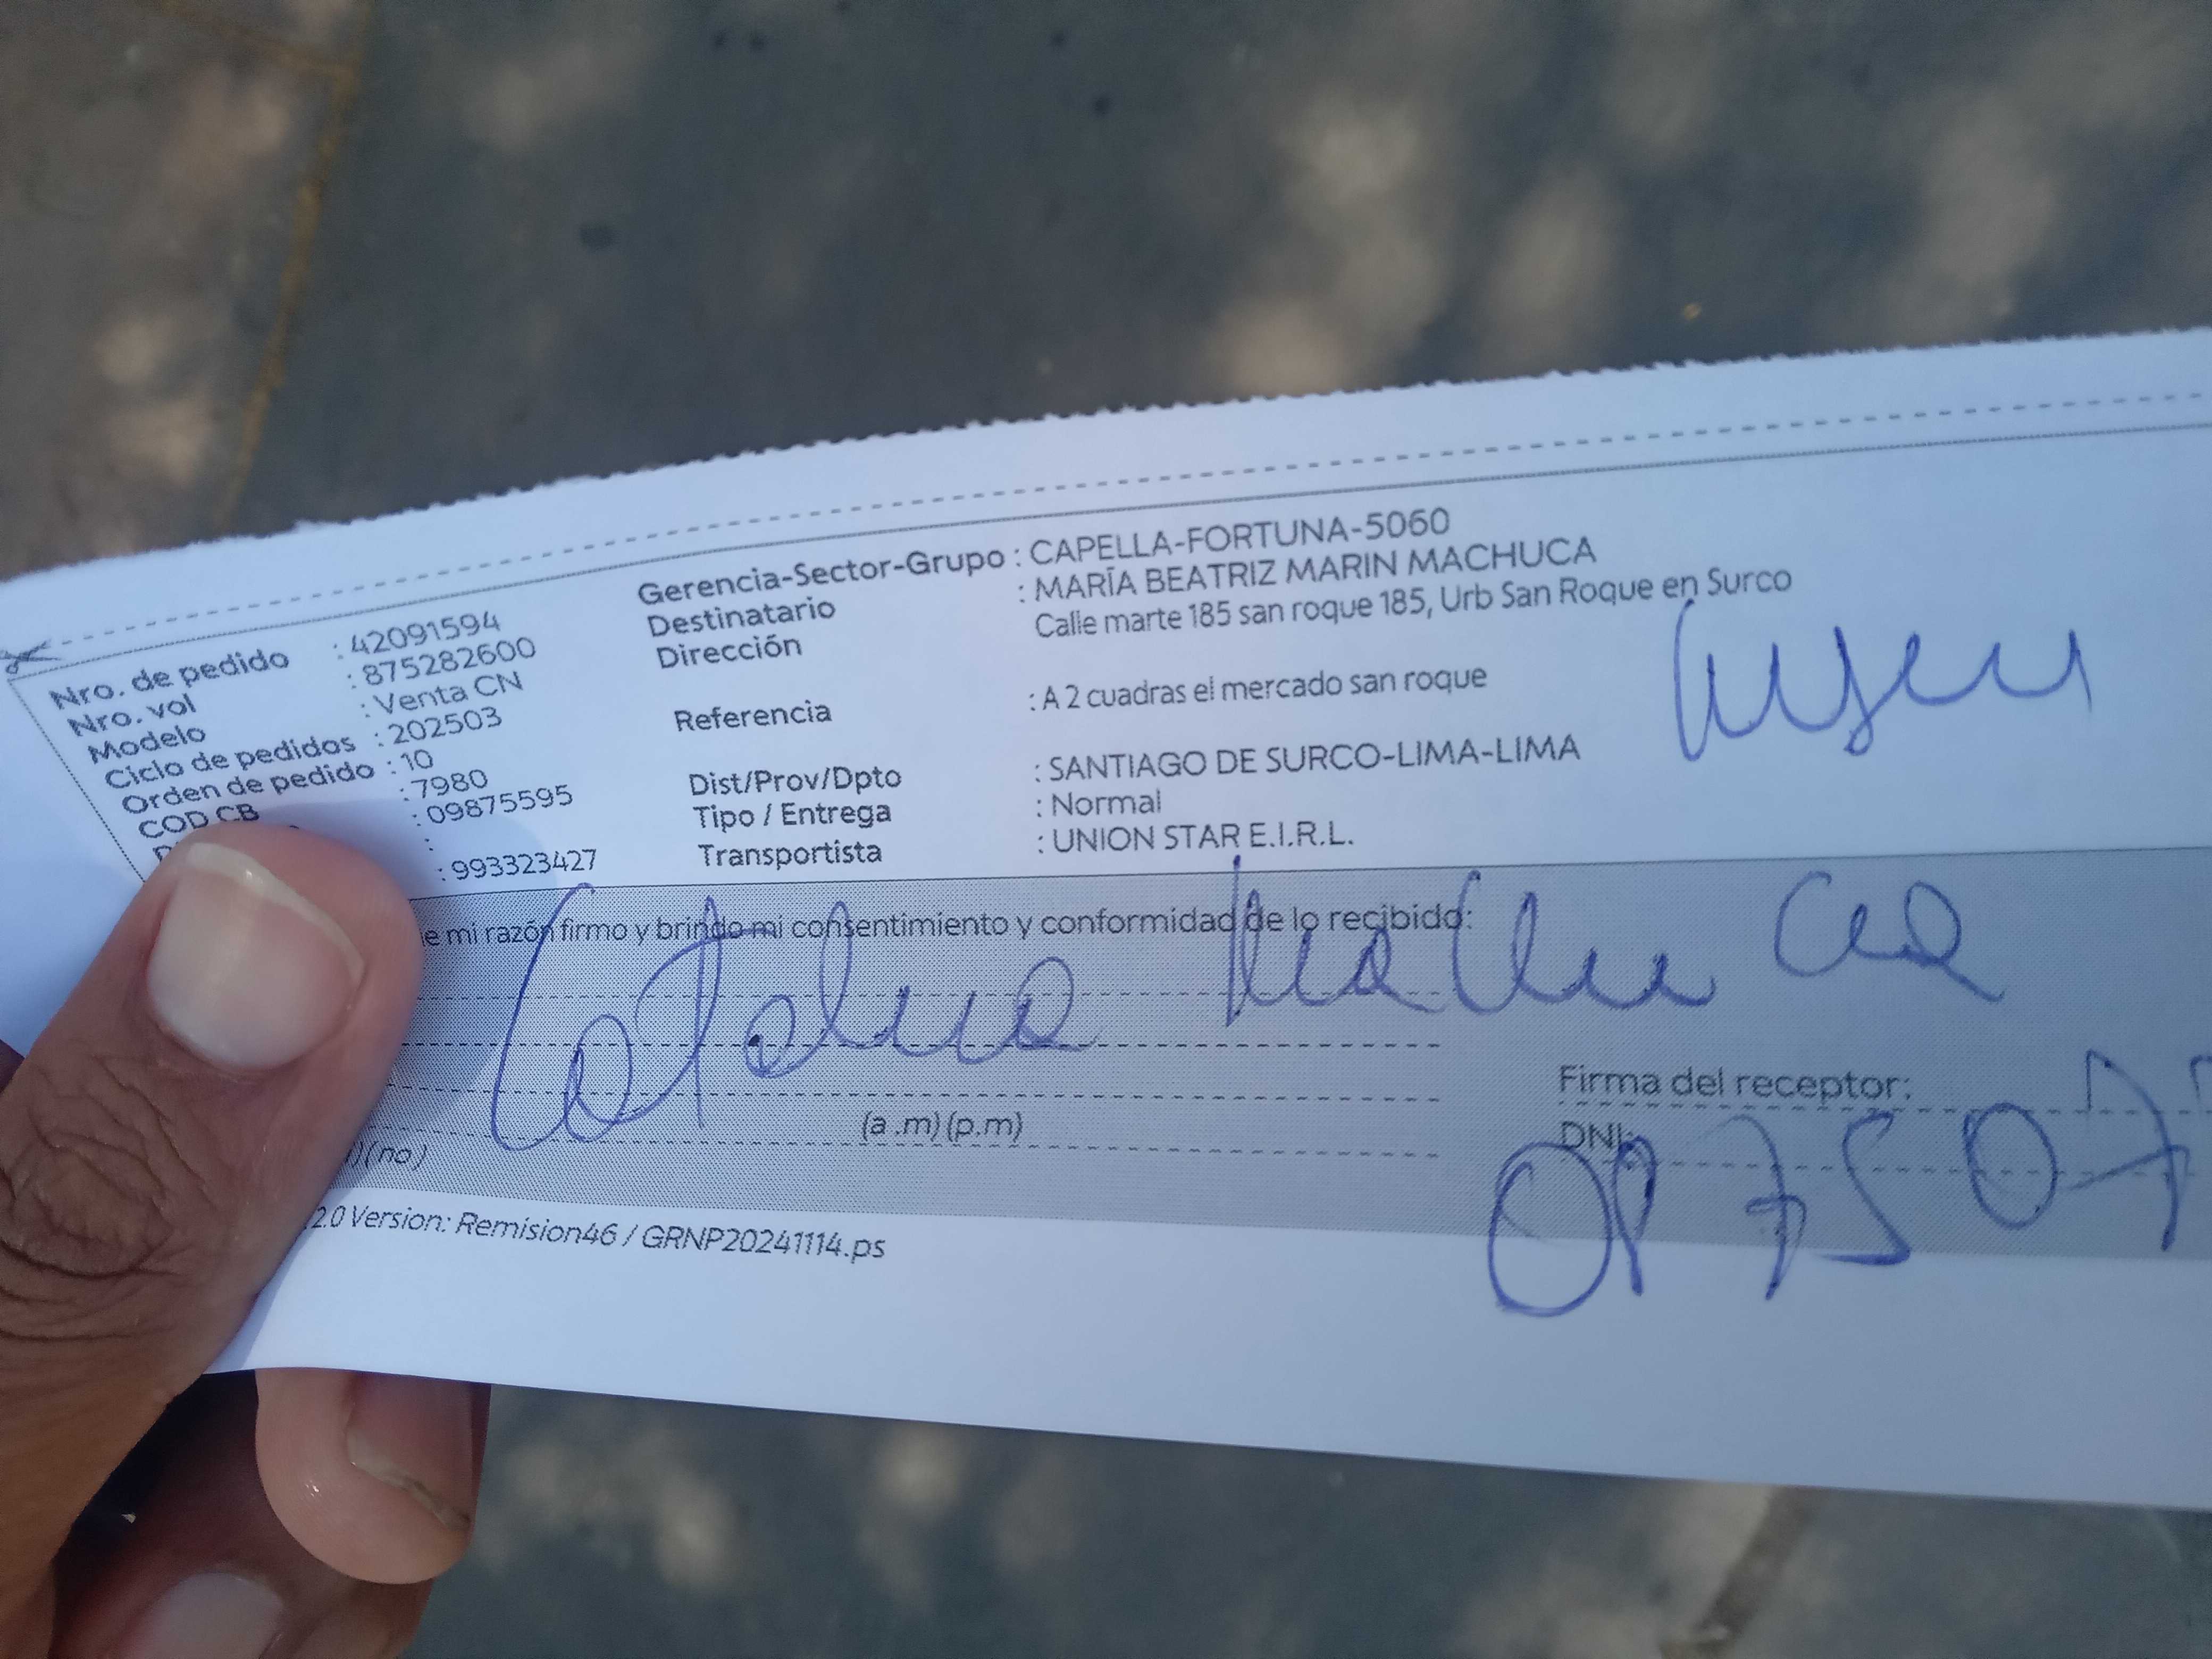 Nro. de pedido : 42091594
Nro. vol : 875282600
Modelo : Venta CN
Ciclo de pedidos : 202503
Orden de pedido : 10
COD CB : 7980
: 09875595
:
: 993323427
Gerencia-Sector-Grupo : CAPELLA-FORTUNA-5060
Destinatario : MARÍA BEATRIZ MARIN MACHUCA
Dirección Calle marte 185 san roque 185, Urb San Roque en Surco
Referencia : A 2 cuadras el mercado san roque
Dist/Prov/Dpto : SANTIAGO DE SURCO-LIMA-LIMA
Tipo / Entrega : Normal
Transportista : UNION STAR E.I.R.L.
mi razón firmo y brindo mi consentimiento y conformidad de lo recibido:
Machuca
(a .m) (p.m)
(no)
Firma del receptor:
DNI:
2.0 Version: Remision46 / GRNP20241114.ps